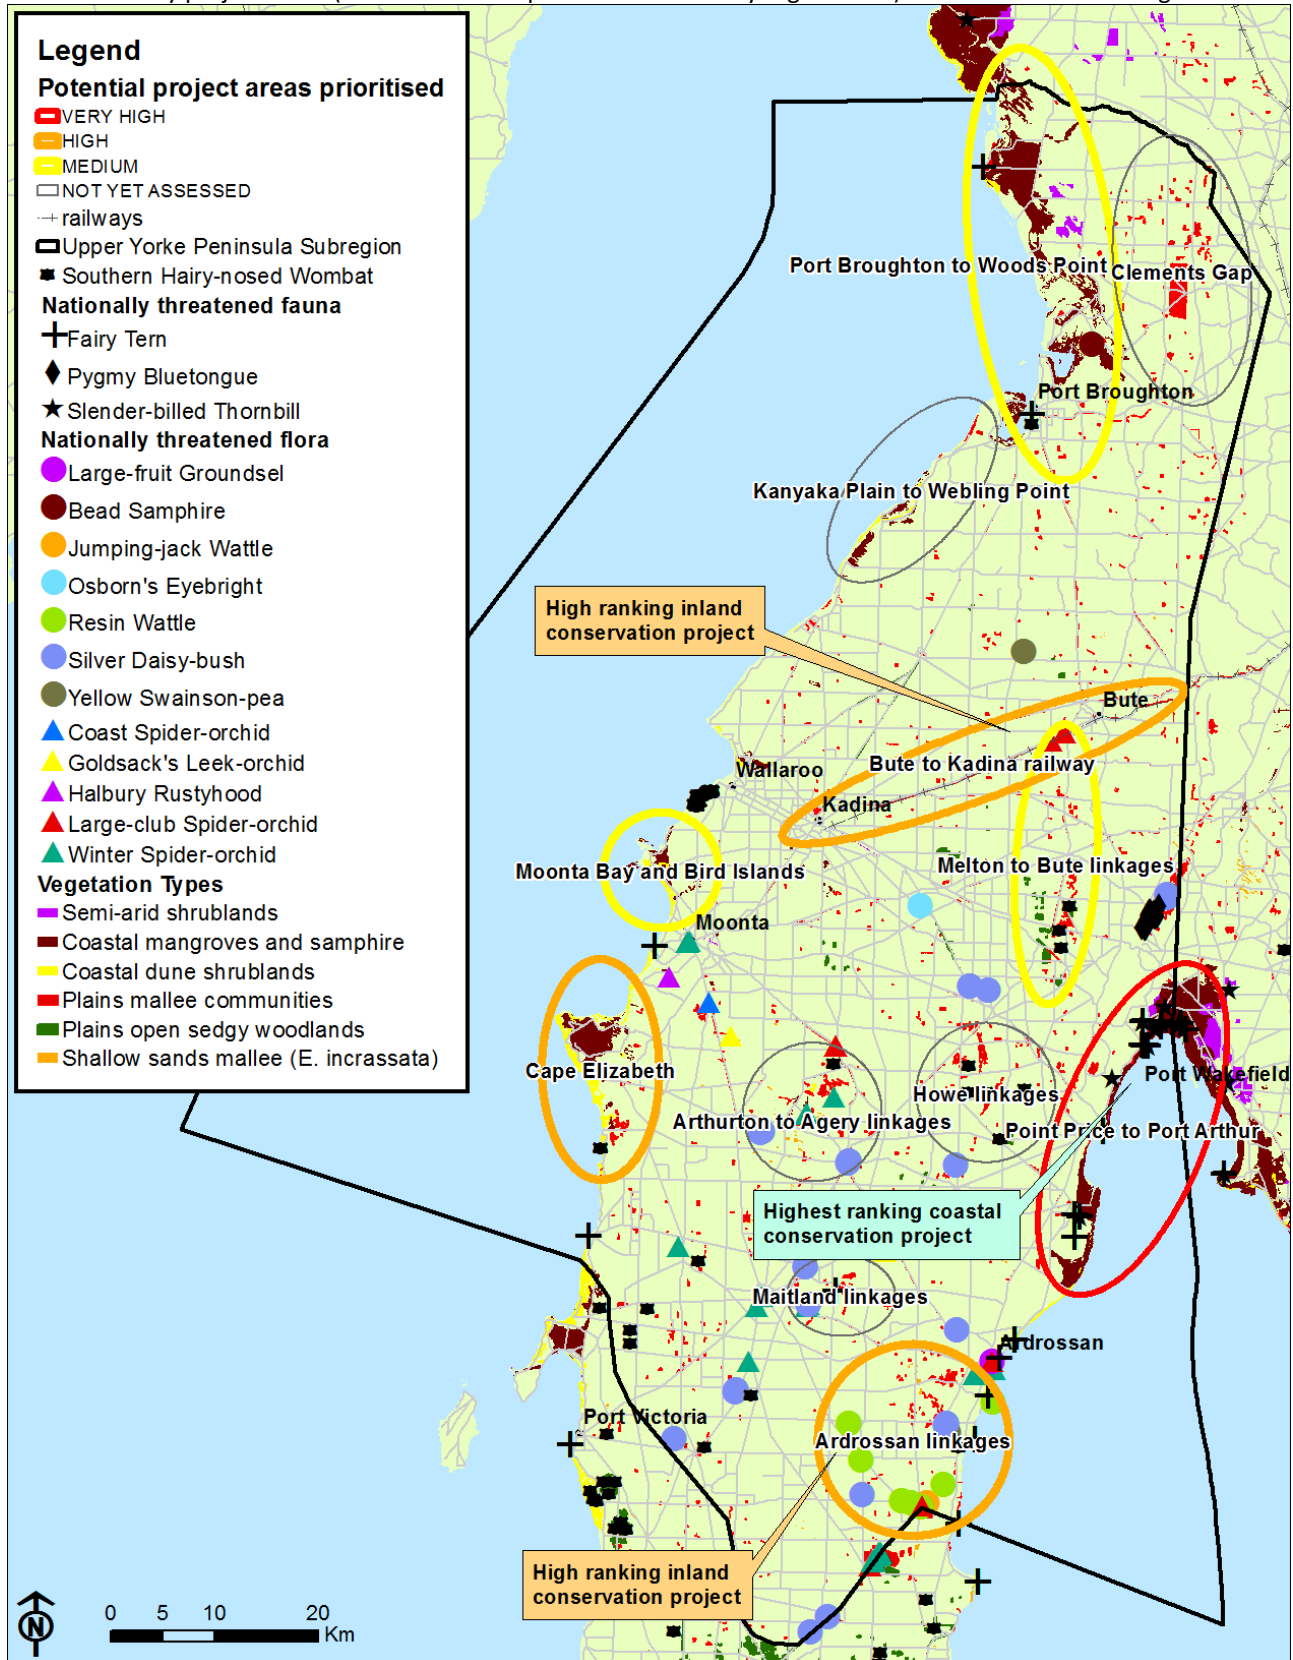 Legend
Potential project areas prioritised
VERY HIGH
HIGH
MEDIUM
NOT YET ASSESSED
railways
Upper Yorke Peninsula Subregion
Southern Hairy-nosed Wombat
Nationally threatened fauna
Fairy Tern
Pygmy Bluetongue
Slender-billed Thornbill
Nationally threatened flora
Large-fruit Groundsel
Bead Samphire
Jumping-jack Wattle
Osborn's Eyebright
Resin Wattle
Silver Daisy-bush
Yellow Swainson-pea
Coast Spider-orchid
Goldsack's Leek-orchid
Halbury Rustyhood
Large-club Spider-orchid
Winter Spider-orchid
Vegetation Types
Semi-arid shrublands
Coastal mangroves and samphire
Coastal dune shrublands
Plains mallee communities
Plains open sedgy woodlands
Shallow sands mallee (E. incrassata)
Port Broughton to Woods Point
Clements Gap
Port Broughton
Kanyaka Plain to Webling Point
High ranking inland
conservation project
Bute
Bute to Kadina railway
Wallaroo
Kadina
Moonta Bay and Bird Islands
Melton to Bute linkages
Moonta
Cape Elizabeth
Port Wakefield
Howe linkages
Arthurton to Agery linkages
Point Price to Port Arthur
Highest ranking coastal
conservation project
Maitland linkages
Ardrossan
Port Victoria
Ardrossan linkages
High ranking inland
conservation project
N
0 5 10 20
Km